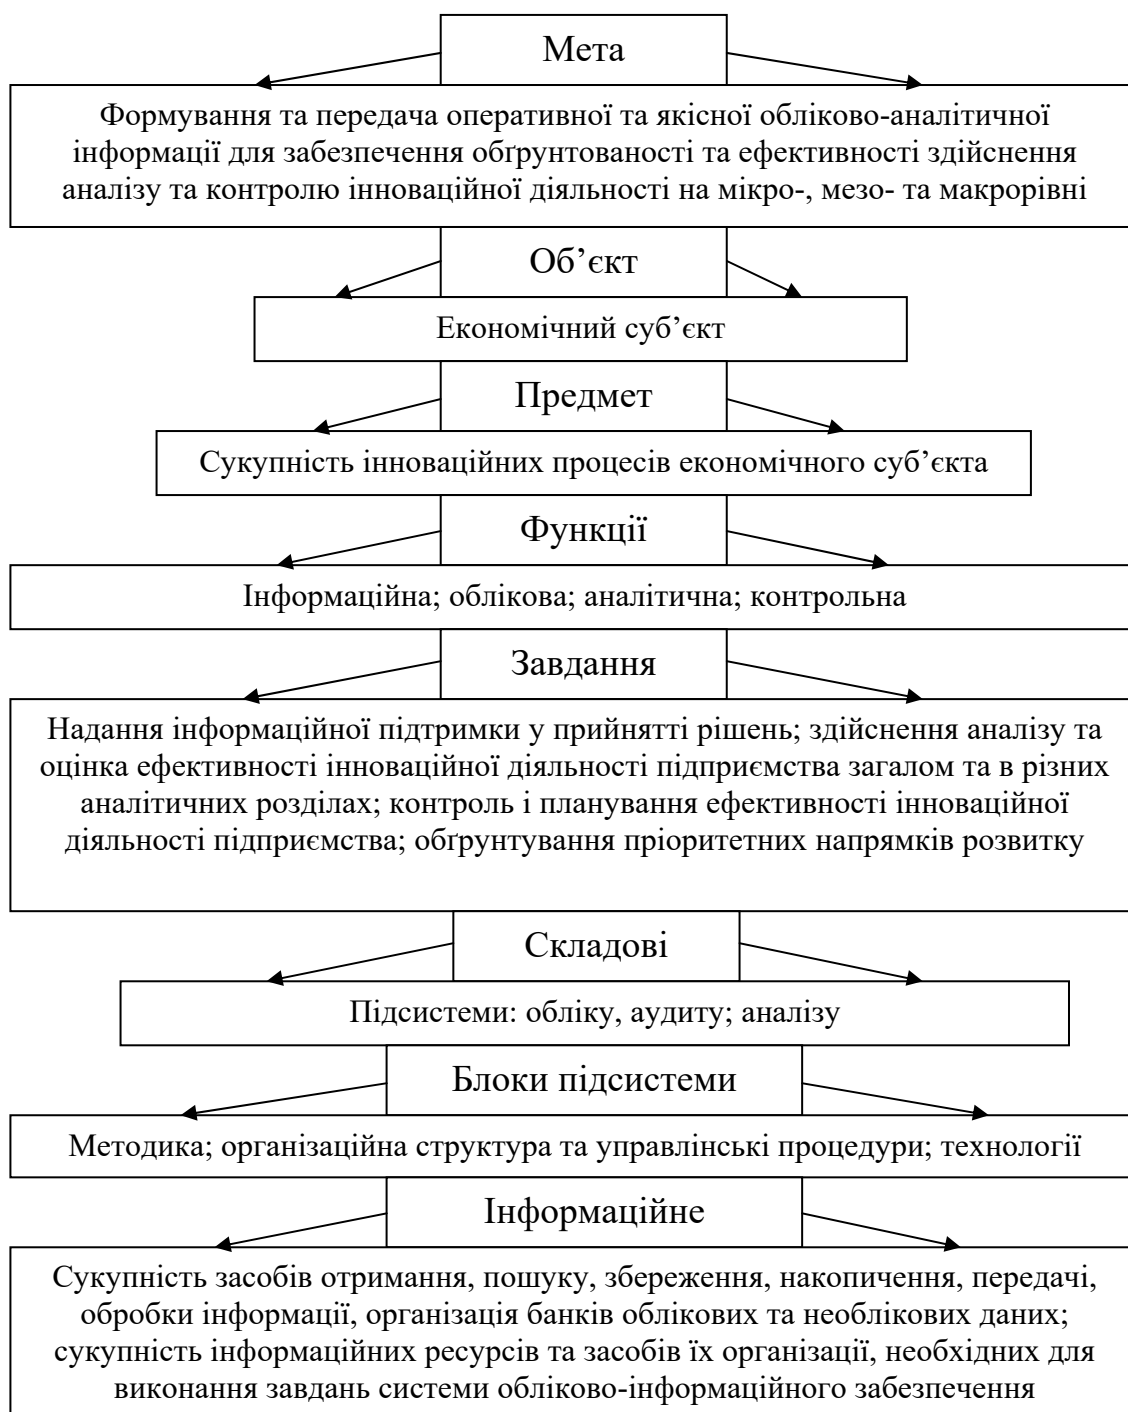 Мета
Формування та передача оперативної та якісної обліково-аналітичної
інформації для забезпечення обґрунтованості та ефективності здійснення
аналізу та контролю інноваційної діяльності на мікро-, мезо- та макрорівні
Об’єкт
Економічний суб’єкт
Предмет
Сукупність інноваційних процесів економічного суб’єкта
Функції
Інформаційна; облікова; аналітична; контрольна
Завдання
Надання інформаційної підтримки у прийнятті рішень; здійснення аналізу та
оцінка ефективності інноваційної діяльності підприємства загалом та в різних
аналітичних розділах; контроль і планування ефективності інноваційної
діяльності підприємства; обґрунтування пріоритетних напрямків розвитку
Складові
Підсистеми: обліку, аудиту; аналізу
Блоки підсистеми
Методика; організаційна структура та управлінські процедури; технології
Інформаційне
Сукупність засобів отримання, пошуку, збереження, накопичення, передачі,
обробки інформації, організація банків облікових та необлікових даних;
сукупність інформаційних ресурсів та засобів їх організації, необхідних для
виконання завдань системи обліково-інформаційного забезпечення